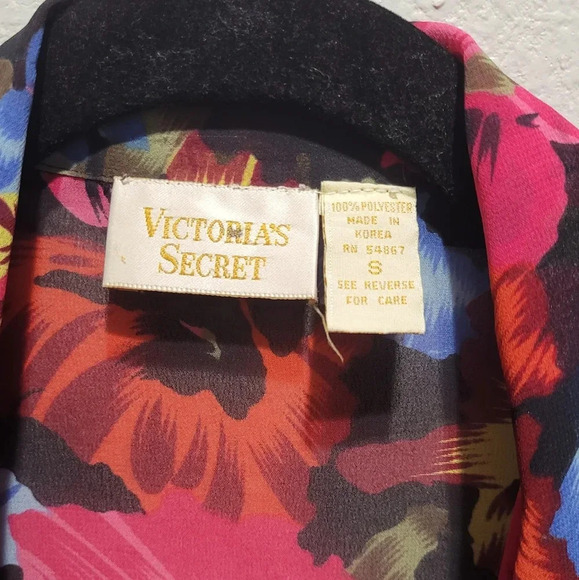 VICTORIA'S
SECRET
100% POLYESTER
MADE IN
KOREA
RN 54867
S
SEE REVERSE
FOR CARE